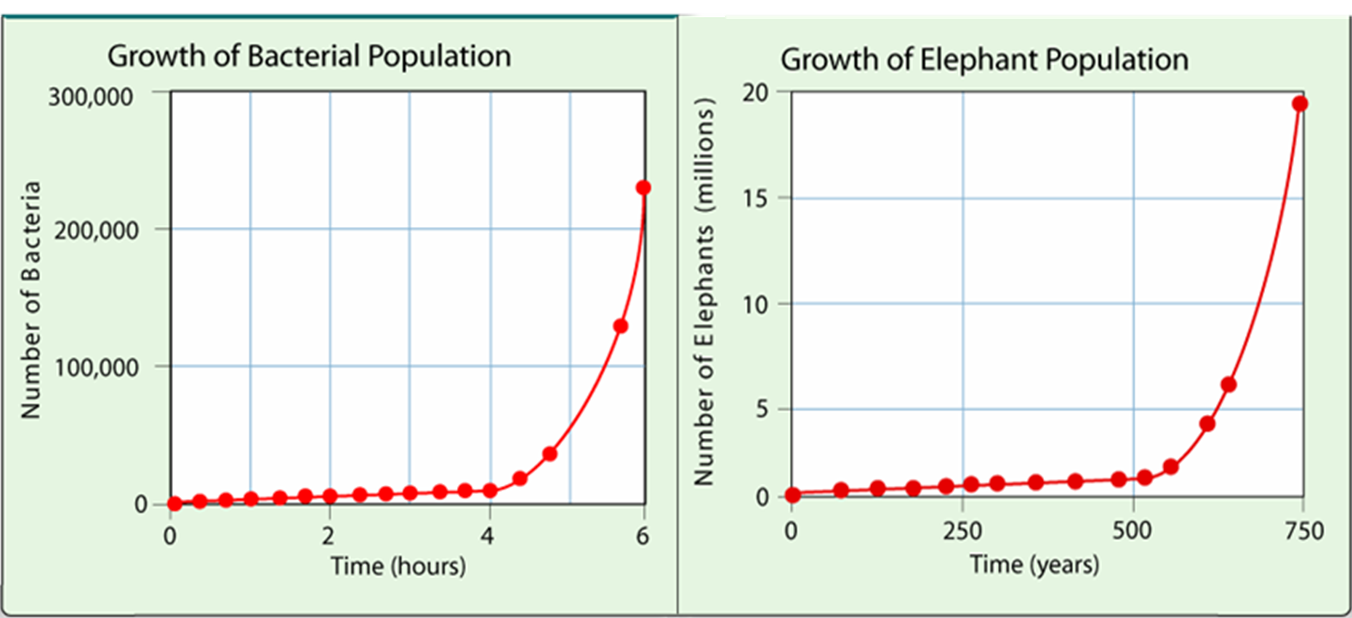 Growth of Bacterial Population
300,000
200,000
100,000
0
Number of Bacteria
0 2 4 6
Time (hours)
Growth of Elephant Population
20
15
10
5
0
Number of Elephants (millions)
0 250 500 750
Time (years)